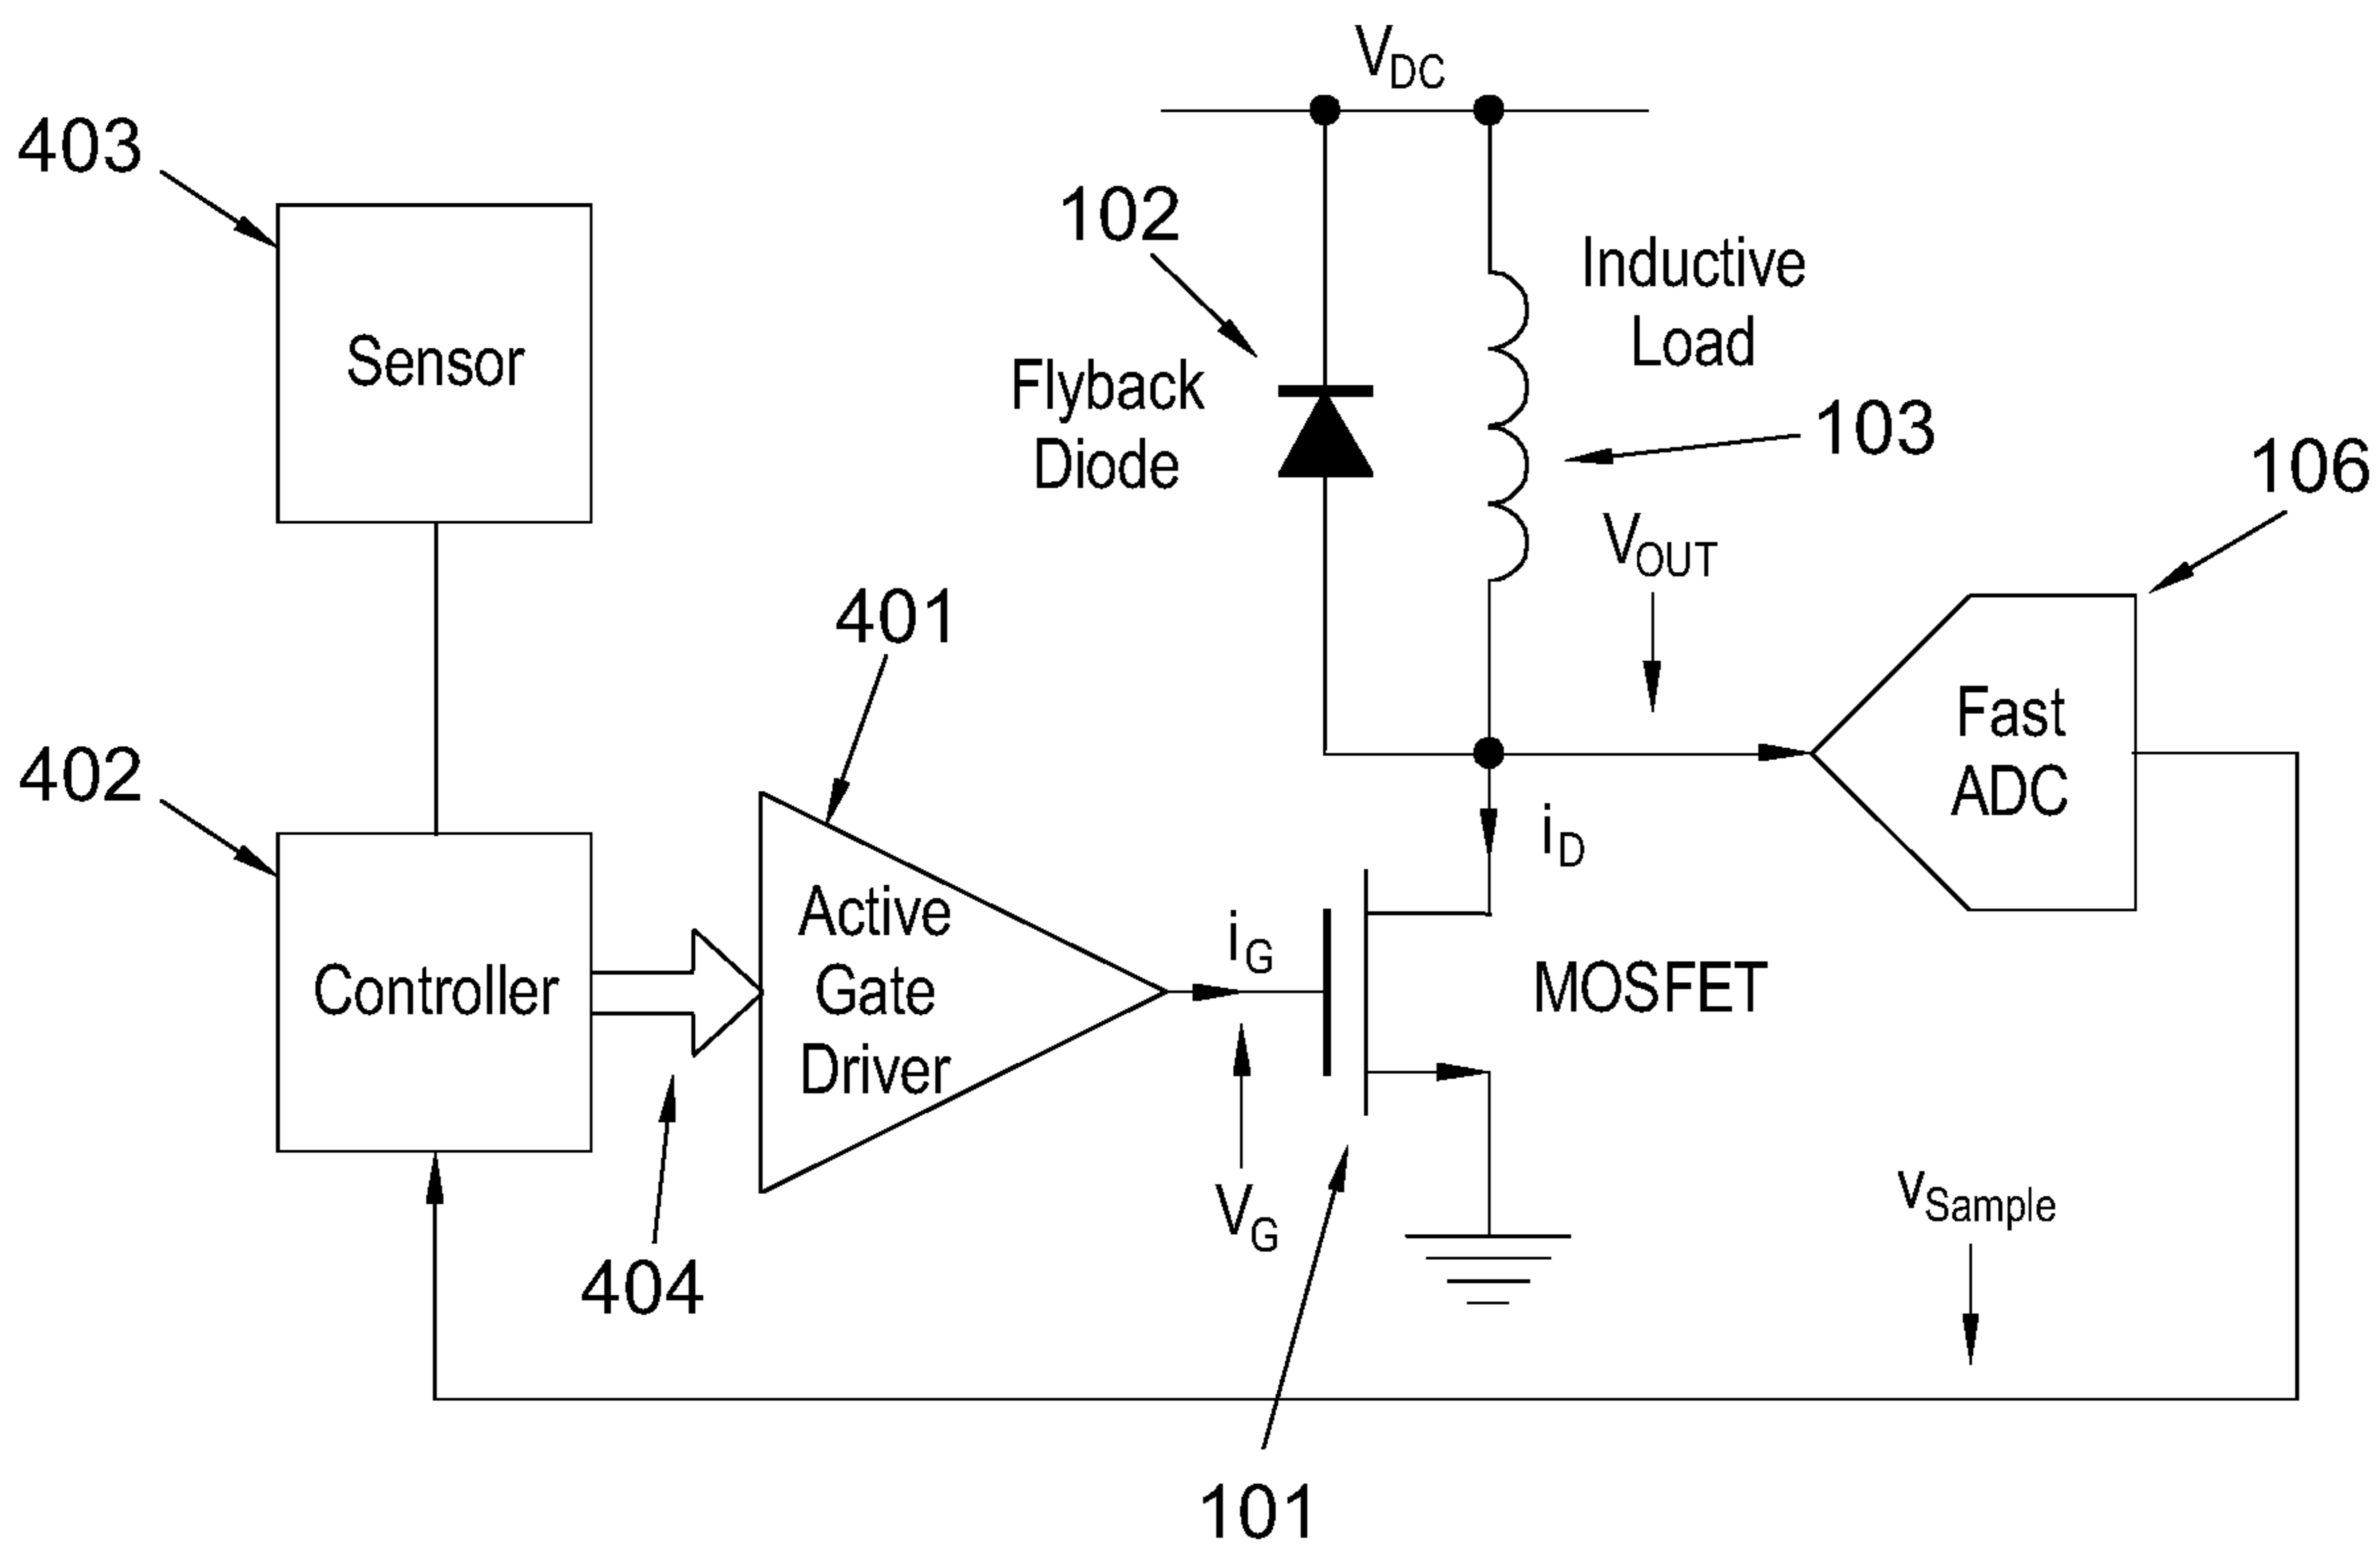 V_DC
403
102
Inductive
Load
Sensor
Flyback
Diode
103
106
V_OUT
401
Fast
ADC
402
i_D
Active
Gate
Driver
i_G
Controller
MOSFET
V_G
v_Sample
404
101